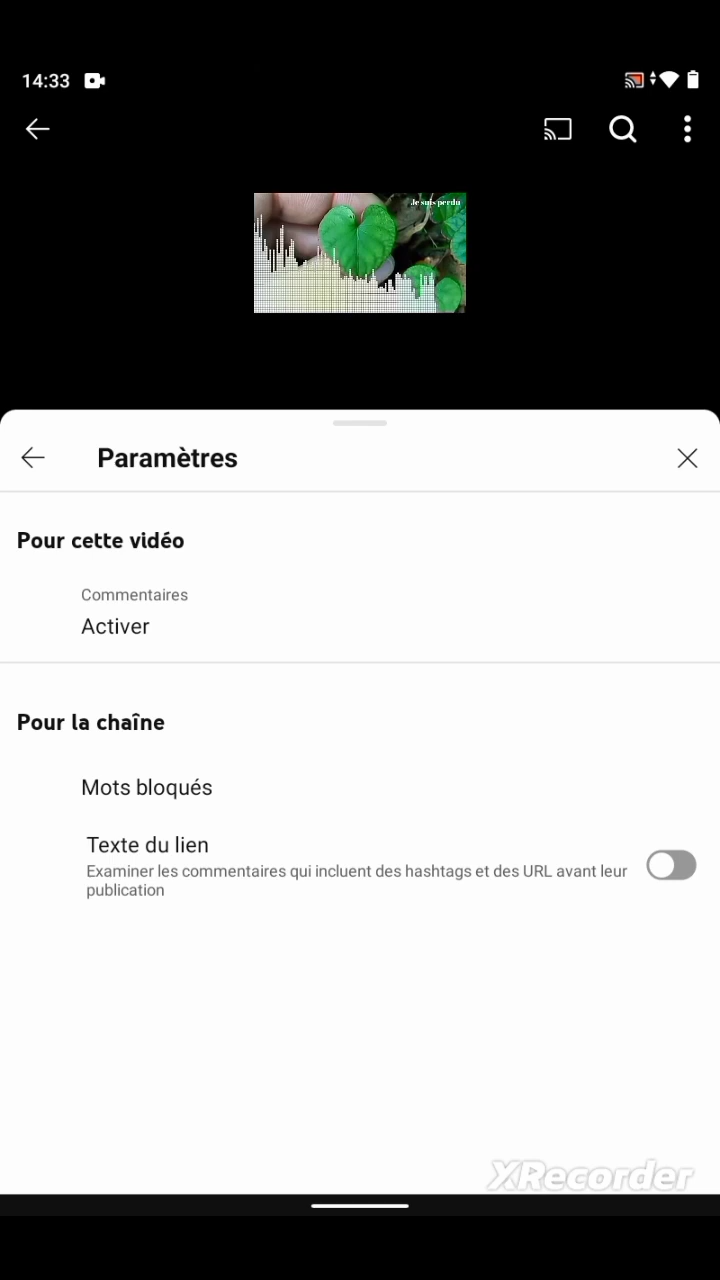 14:33
Je suis perdu
Paramètres
Pour cette vidéo
Commentaires
Activer
Pour la chaîne
Mots bloqués
Texte du lien
Examiner les commentaires qui incluent des hashtags et des URL avant leur
publication
XRecorder